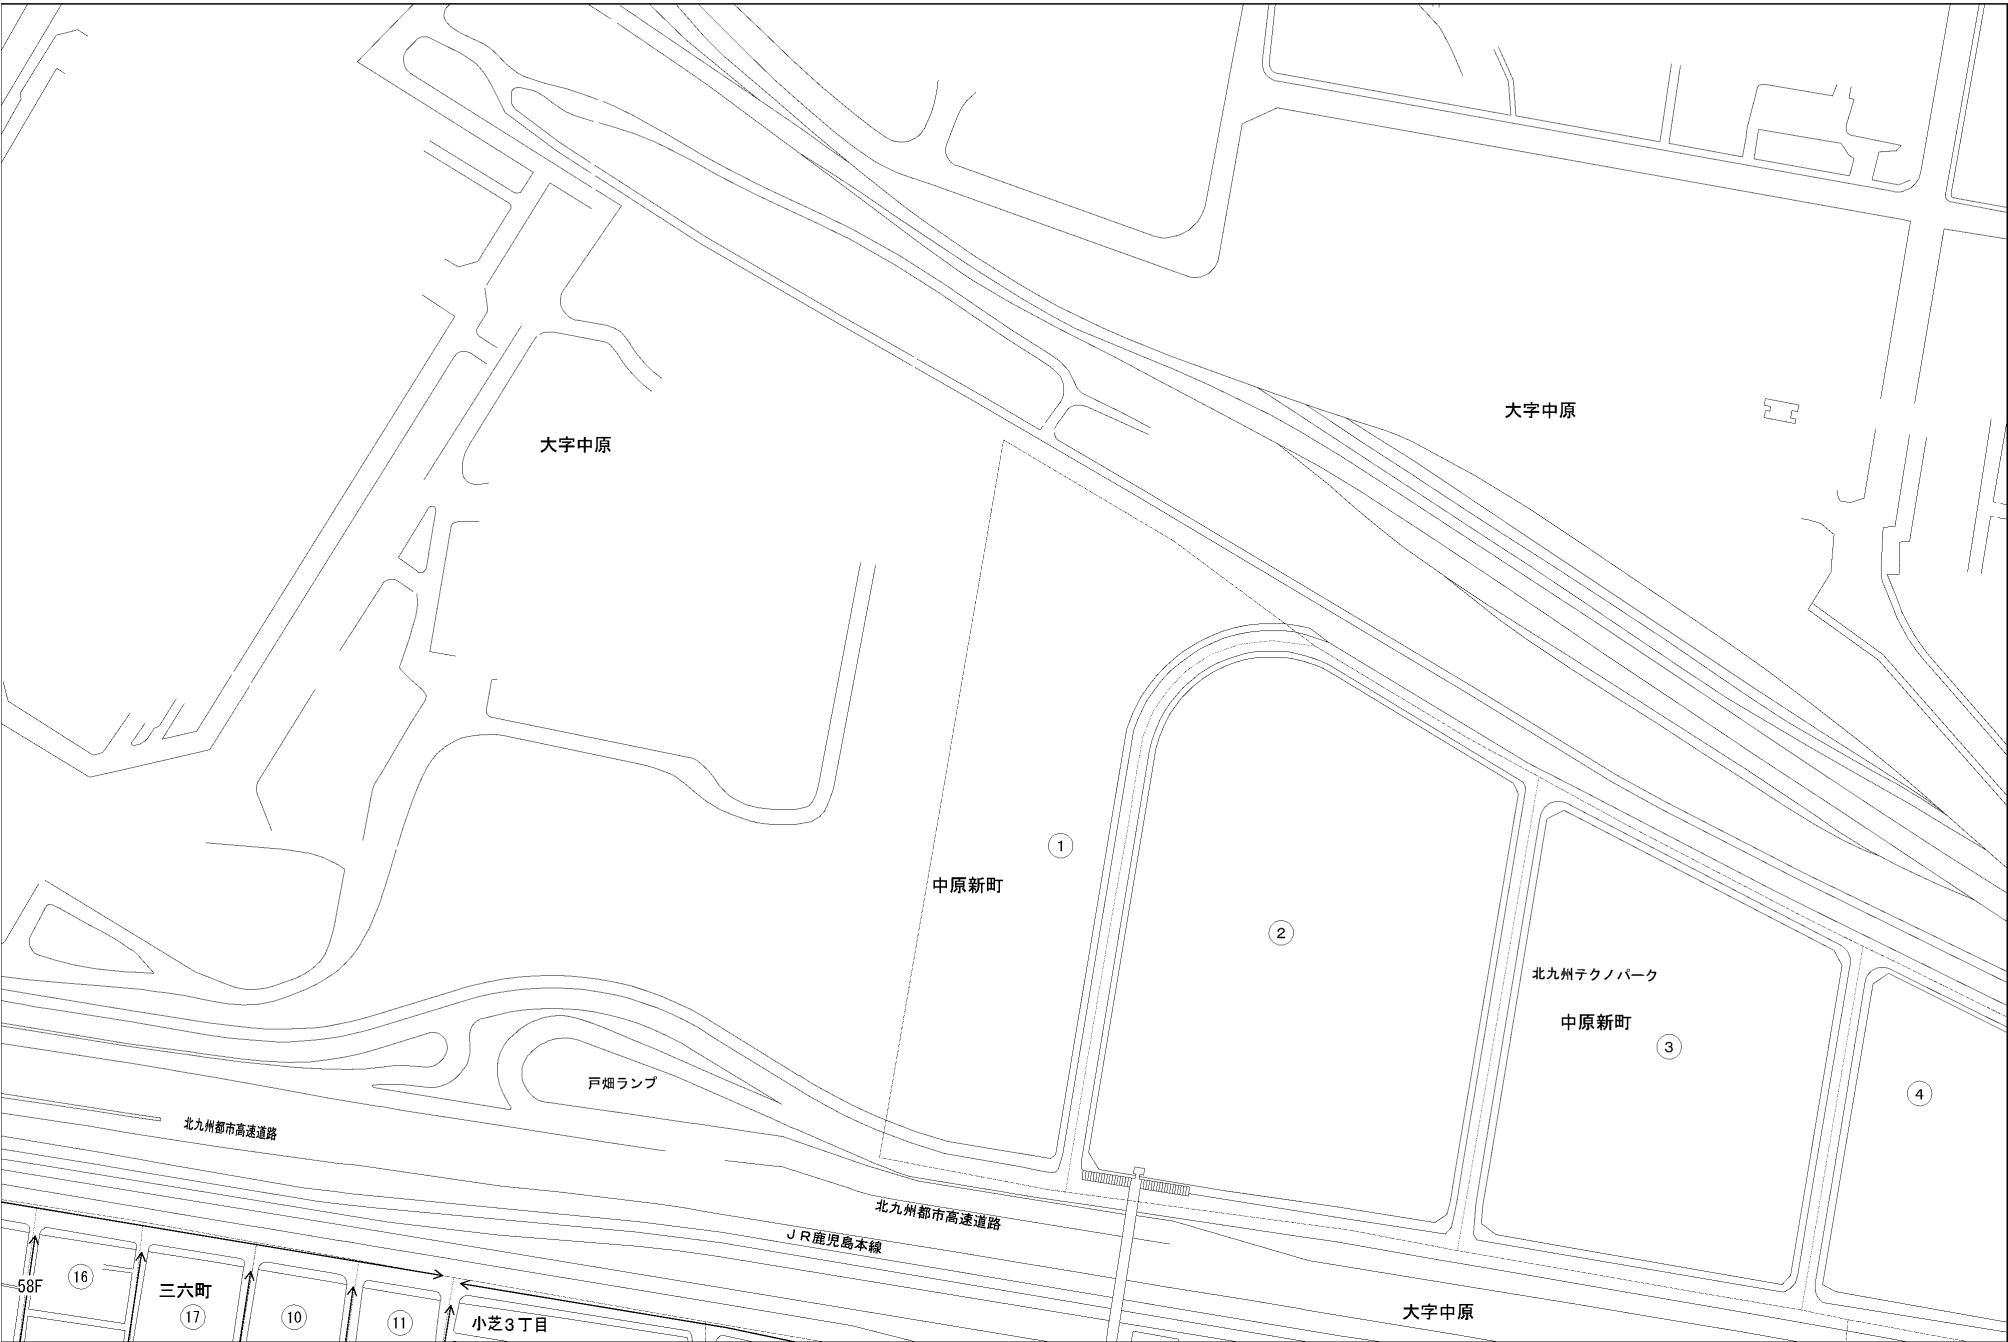 大字中原
大字中原
①
中原新町
②
北九州テクノパーク
中原新町
③
④
戸畑ランプ
北九州都市高速道路
北九州都市高速道路
JR鹿児島本線
58F
⑯
三六町
⑰
⑩
⑪
小芝3丁目
大字中原